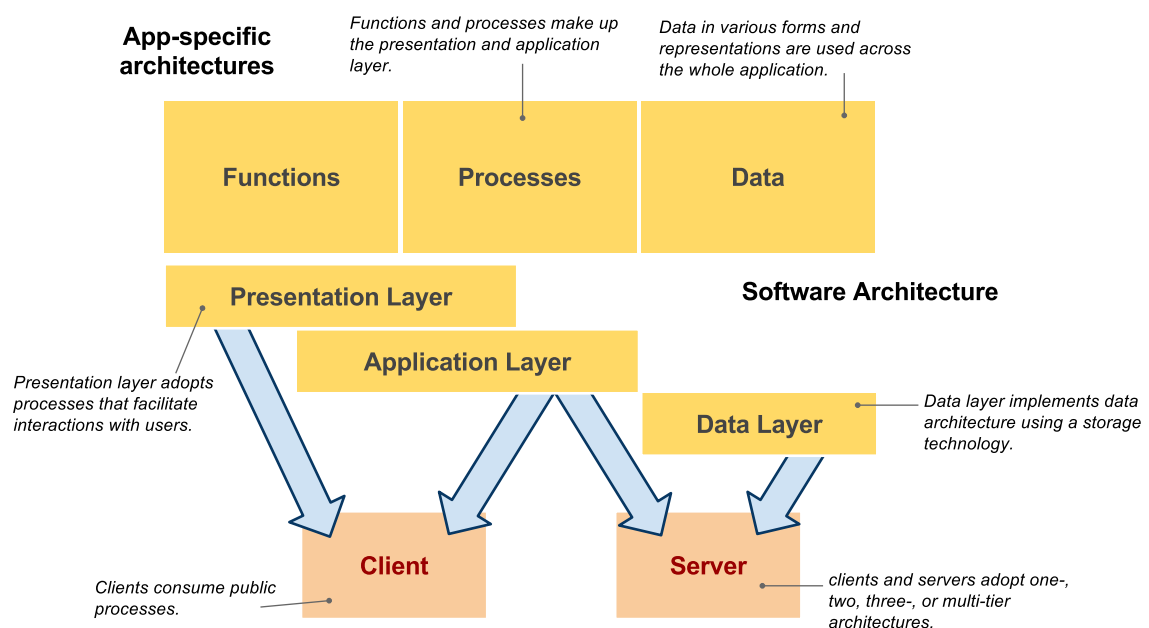 App-specific
architectures
Functions and processes make up
the presentation and application
layer.
Data in various forms and
representations are used across
the whole application.
Functions
Processes
Data
Presentation Layer
Software Architecture
Application Layer
Presentation layer adopts
processes that facilitate
interactions with users.
Data Layer
Data layer implements data
architecture using a storage
technology.
Client
Server
Clients consume public
processes.
clients and servers adopt one-,
two, three-, or multi-tier
architectures.